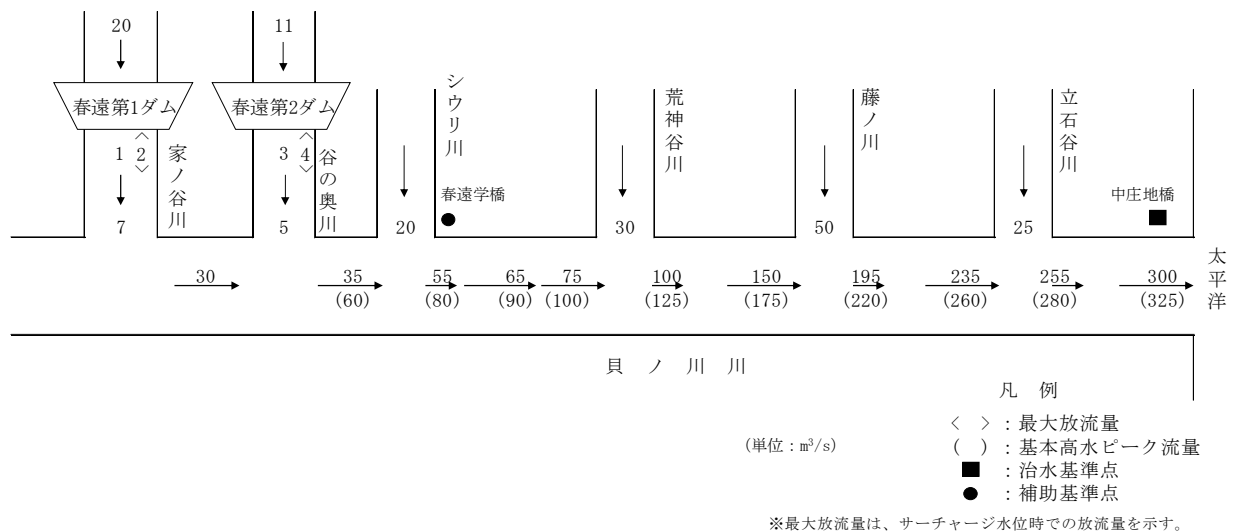 20
11
春遠第1ダム
春遠第2ダム
シウリ川
荒神谷川
藤ノ川
立石谷川
1
〈2〉
家ノ谷川
3
〈4〉
谷の奥川
春遠学橋
中庄地橋
7
5
20
30
50
25
太平洋
30
35
(60)
55
(80)
65
(90)
75
(100)
100
(125)
150
(175)
195
(220)
235
(260)
255
(280)
300
(325)
貝ノ川川
凡 例
(単位：m³/s)
〈 〉：最大放流量
( )：基本高水ピーク流量
■：治水基準点
●：補助基準点
※最大放流量は、サーチャージ水位時での放流量を示す。